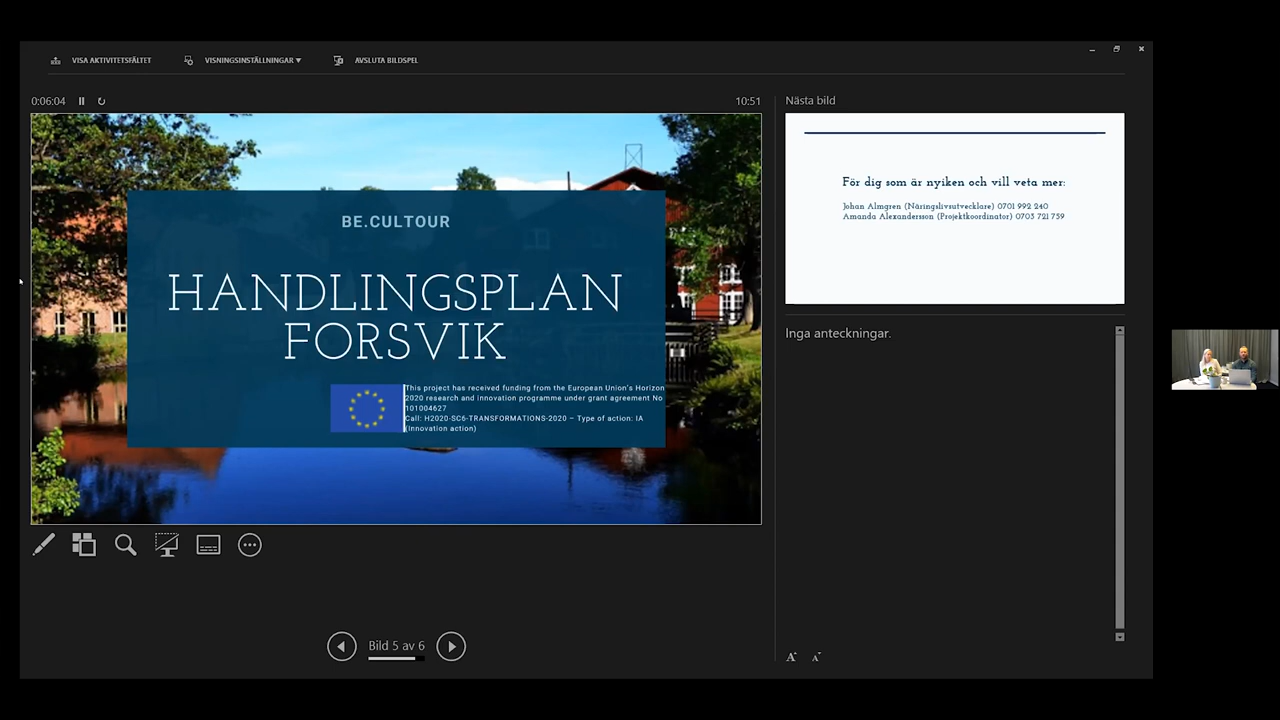 VISA AKTIVITETSFÄLTET
VISNINGSINSTÄLLNINGAR ▼
AVSLUTA BILDSPEL
0:06:04
10:51
BE.CULTOUR
HANDLINGSPLAN
FORSVIK
This project has received funding from the European Union's Horizon
2020 research and innovation programme under grant agreement No
101004627
Call: H2020-SC6-TRANSFORMATIONS-2020 – Type of action: IA
(Innovation action)
Bild 5 av 6
Nästa bild
För dig som är nyiken och vill veta mer:
Johan Almgren (Näringslivsutvecklare) 0701 992 240
Amanda Alexandersson (Projektkoordinator) 0703 721 759
Inga anteckningar.
A A